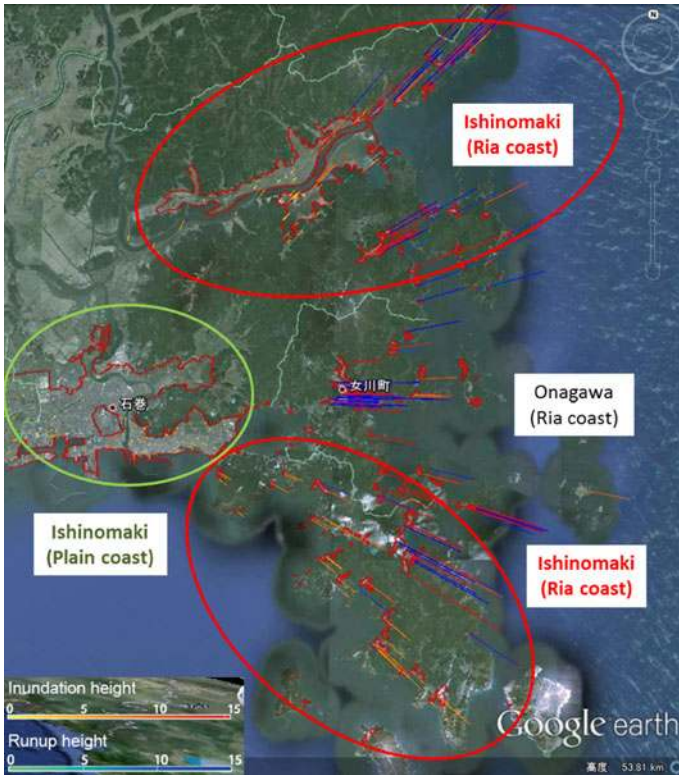 N
Ishinomaki
(Ria coast)
女川町
石巻
Onagawa
(Ria coast)
Ishinomaki
(Plain coast)
Ishinomaki
(Ria coast)
Inundation height
0 5 10 15
Runup height
0 5 10 15
Google earth
高度 53.81 km